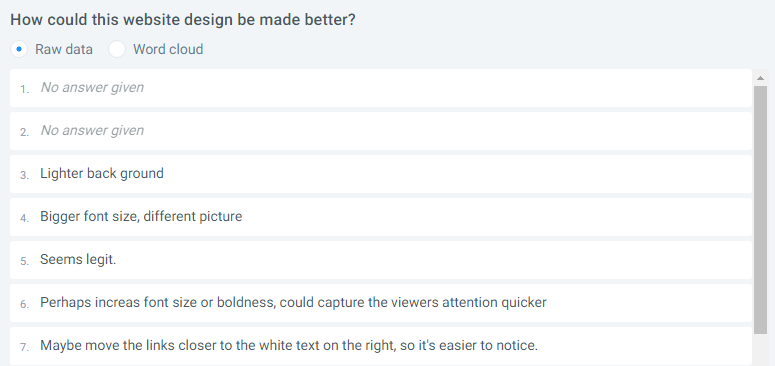 How could this website design be made better?
Raw data Word cloud
1. No answer given
2. No answer given
3. Lighter back ground
4. Bigger font size, different picture
5. Seems legit.
6. Perhaps increas font size or boldness, could capture the viewers attention quicker
7. Maybe move the links closer to the white text on the right, so it's easier to notice.